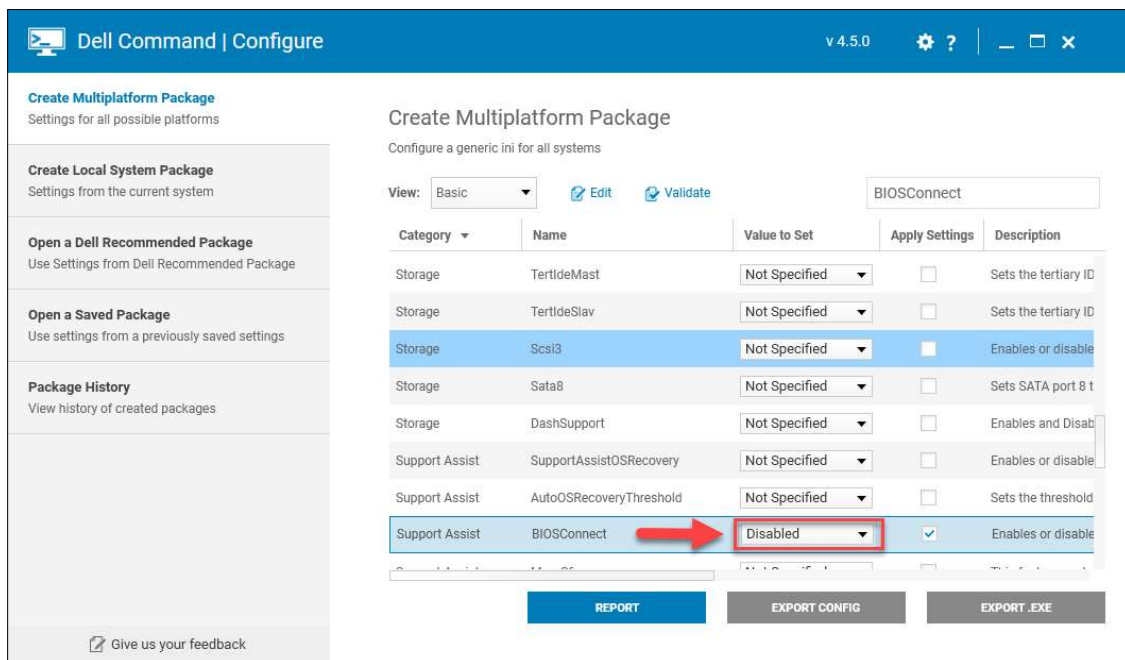 Dell Command | Configure
v 4.5.0
?
Create Multiplatform Package
Settings for all possible platforms
Create Local System Package
Settings from the current system
Open a Dell Recommended Package
Use Settings from Dell Recommended Package
Open a Saved Package
Use settings from a previously saved settings
Package History
View history of created packages
Give us your feedback
Create Multiplatform Package
Configure a generic ini for all systems
View: Basic Edit Validate BIOSConnect
Category Name Value to Set Apply Settings Description
Storage TertIdeMast Not Specified Sets the tertiary ID
Storage TertIdeSlav Not Specified Sets the tertiary ID
Storage Scsi3 Not Specified Enables or disable
Storage Sata8 Not Specified Sets SATA port 8 t
Storage DashSupport Not Specified Enables and Disab
Support Assist SupportAssistOSRecovery Not Specified Enables or disable
Support Assist AutoOSRecoveryThreshold Not Specified Sets the threshold
Support Assist BIOSConnect Disabled Enables or disable
REPORT EXPORT CONFIG EXPORT .EXE